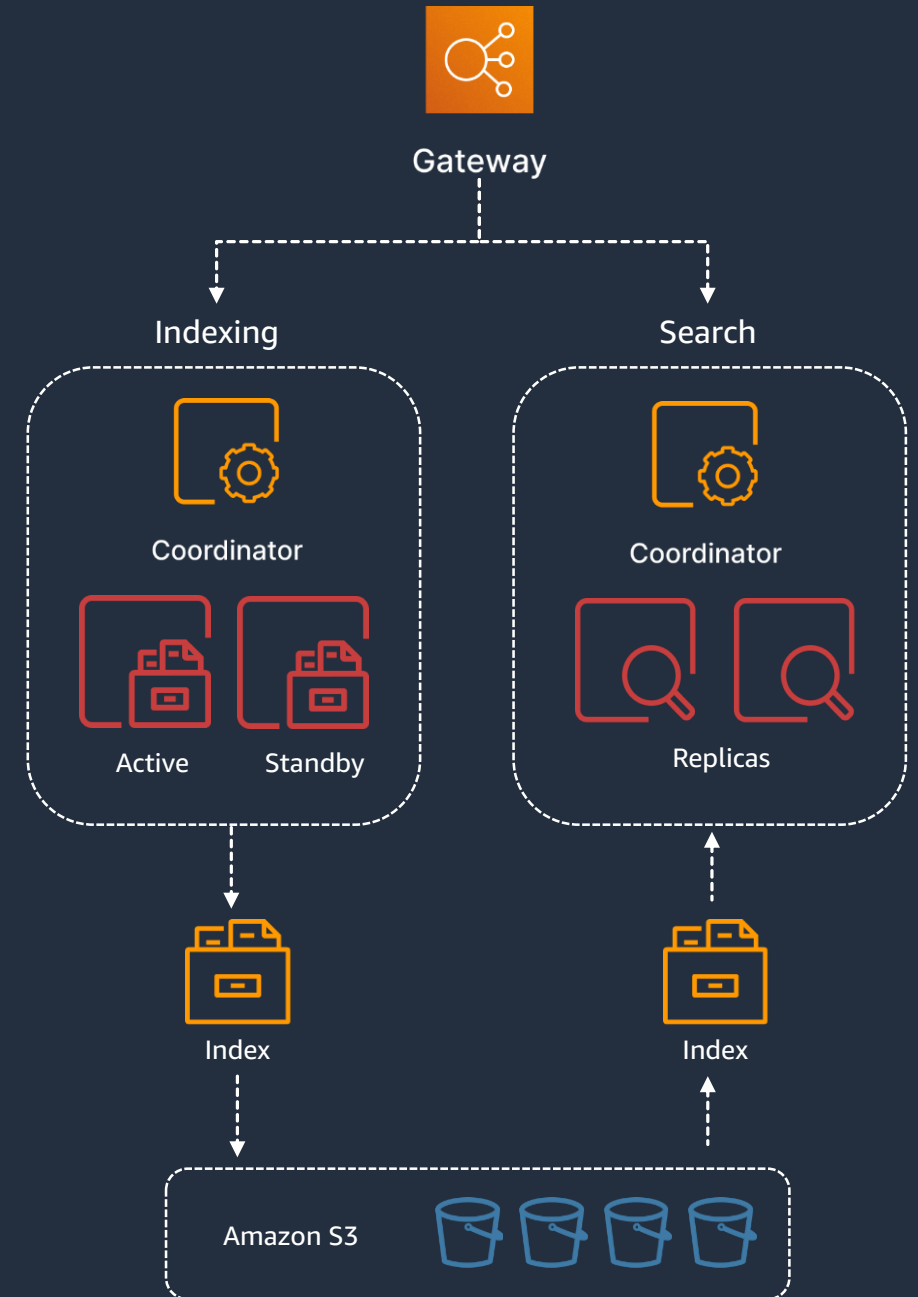 Gateway
Indexing
Search
Coordinator
Coordinator
Active
Standby
Replicas
Index
Index
Amazon S3